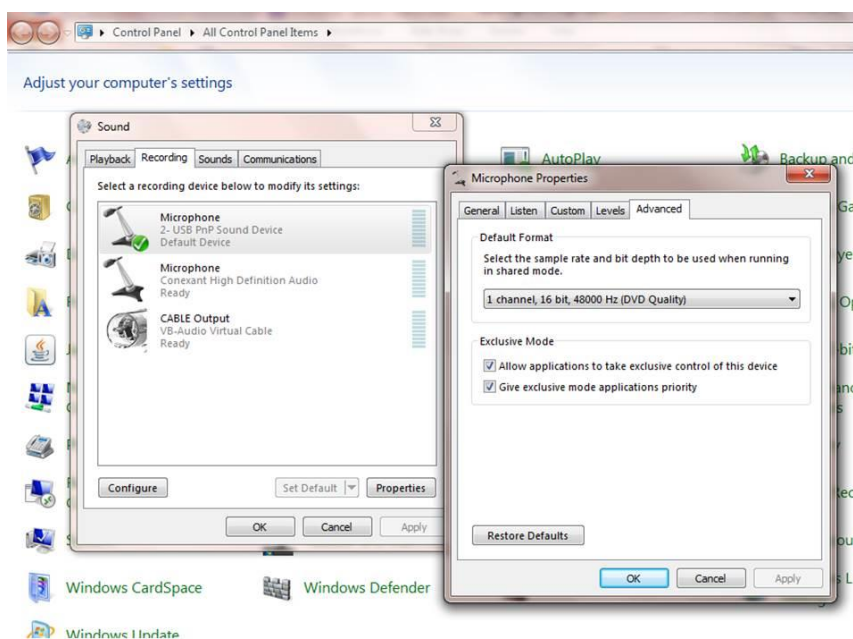 Control Panel All Control Panel Items
Adjust your computer's settings
Sound
Playback Recording Sounds Communications
Select a recording device below to modify its settings:
Microphone
2- USB PnP Sound Device
Default Device
Microphone
Conexant High Definition Audio
Ready
CABLE Output
VB-Audio Virtual Cable
Ready
Configure Set Default Properties
OK Cancel Apply
AutoPlay Backup and
Microphone Properties
General Listen Custom Levels Advanced
Default Format
Select the sample rate and bit depth to be used when running
in shared mode.
1 channel, 16 bit, 48000 Hz (DVD Quality)
Exclusive Mode
Allow applications to take exclusive control of this device
Give exclusive mode applications priority
Restore Defaults
OK Cancel Apply
Windows CardSpace Windows Defender
Windows Update